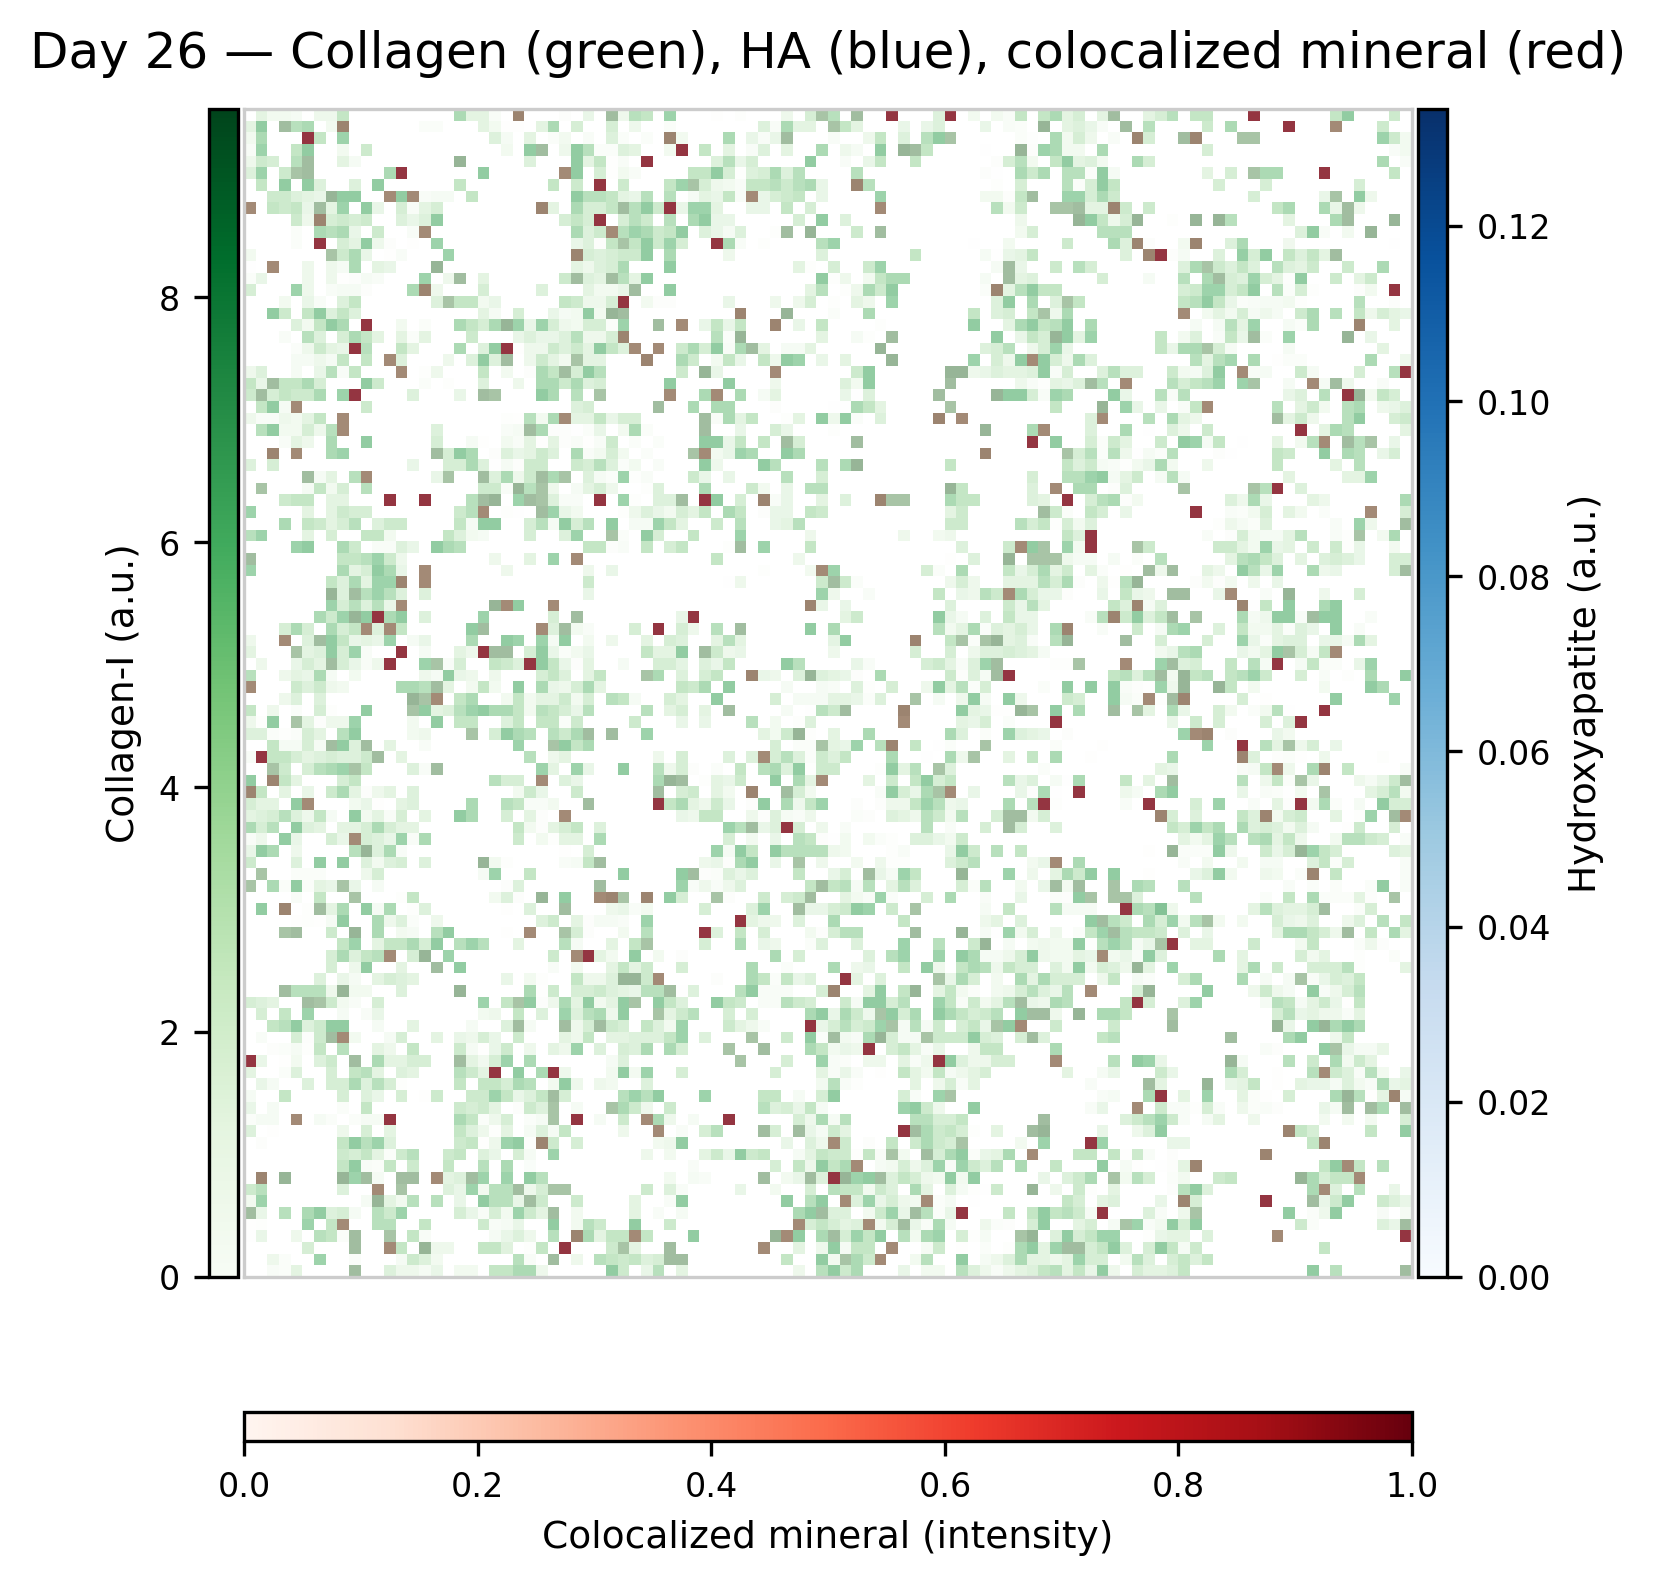 Day 26 — Collagen (green), HA (blue), colocalized mineral (red)
Collagen-I (a.u.)
8
6
4
2
0
0.12
0.10
0.08
0.06
0.04
0.02
0.00
Hydroxyapatite (a.u.)
0.0 0.2 0.4 0.6 0.8 1.0
Colocalized mineral (intensity)